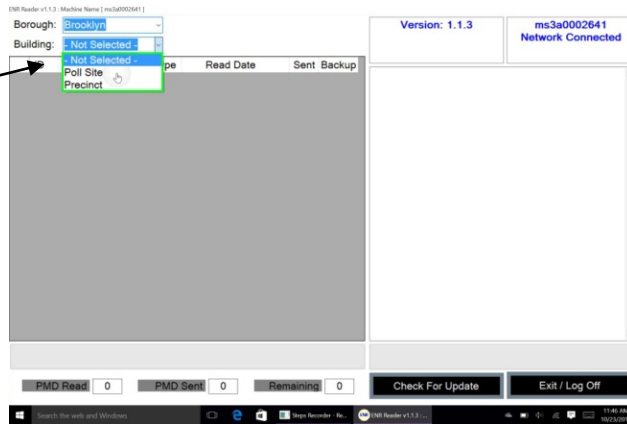 ENR Reader v1.1.3 : Machine Name [ ms3a0002641 ]
Borough: Brooklyn
Building: - Not Selected -
- Not Selected -
Poll Site
Precinct
Read Date Sent Backup
Version: 1.1.3
ms3a0002641
Network Connected
PMD Read 0 PMD Sent 0 Remaining 0
Check For Update
Exit / Log Off
Search the web and Windows
Steps Recorder - Re...
ENR Reader v1.1.3 : ...
11:46 AM